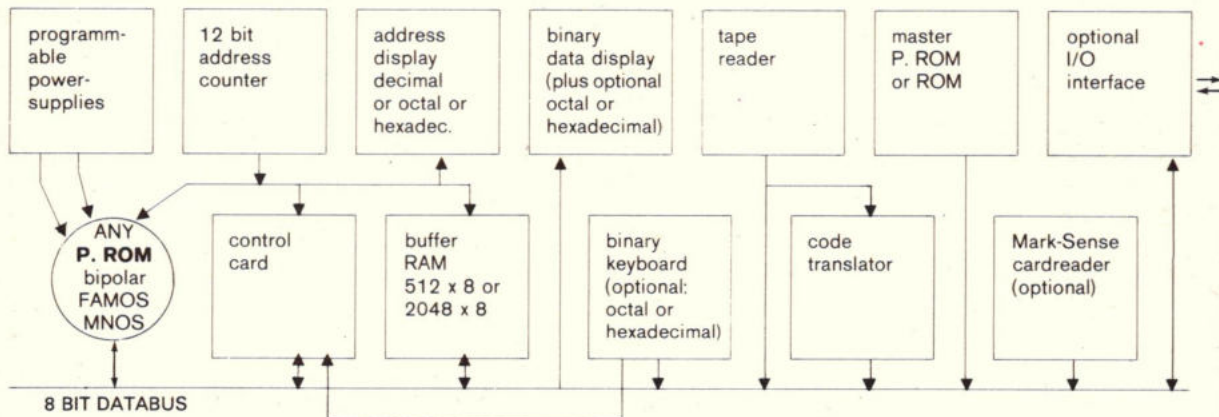 programm-
able
power-
supplies
12 bit
address
counter
address
display
decimal
or octal or
hexadec.
binary
data display
(plus optional
octal or
hexadecimal)
tape
reader
master
P. ROM
or ROM
optional
I/O
interface
ANY
P. ROM
bipolar
FAMOS
MNOS
control
card
buffer
RAM
512 x 8 or
2048 x 8
binary
keyboard
(optional:
octal or
hexadecimal)
code
translator
Mark-Sense
cardreader
(optional)
8 BIT DATABUS